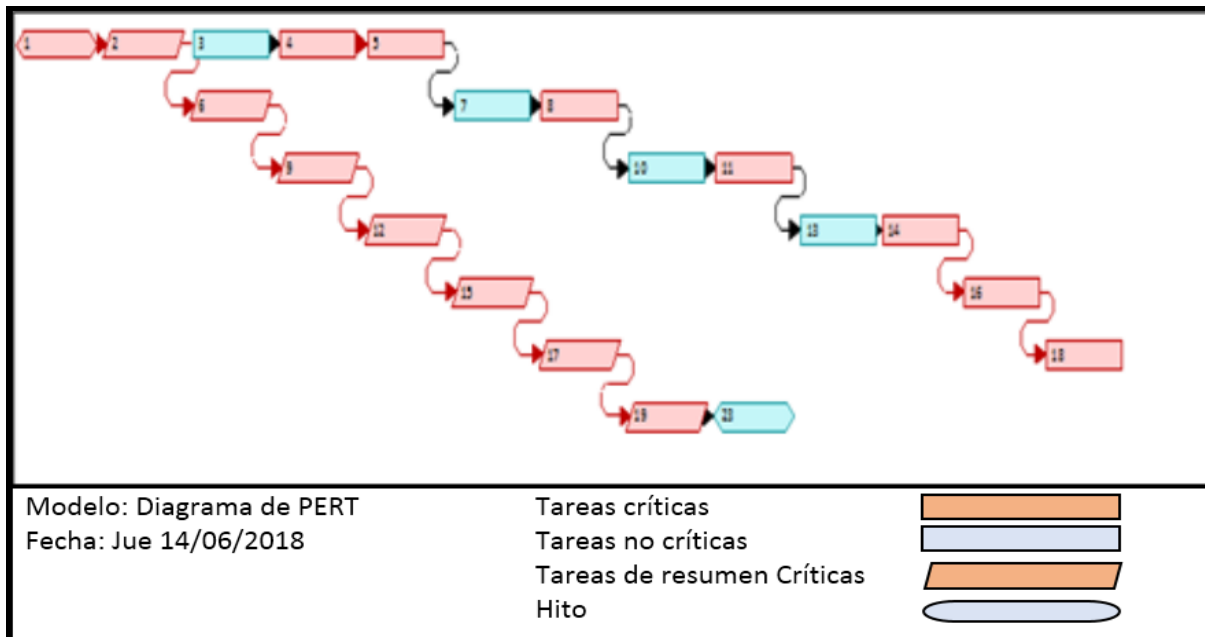 1 2 3 4 5
6 7 8
9 10 11
12 13 14
15 16
17 18
19 23
Modelo: Diagrama de PERT
Fecha: Jue 14/06/2018
Tareas críticas
Tareas no críticas
Tareas de resumen Críticas
Hito